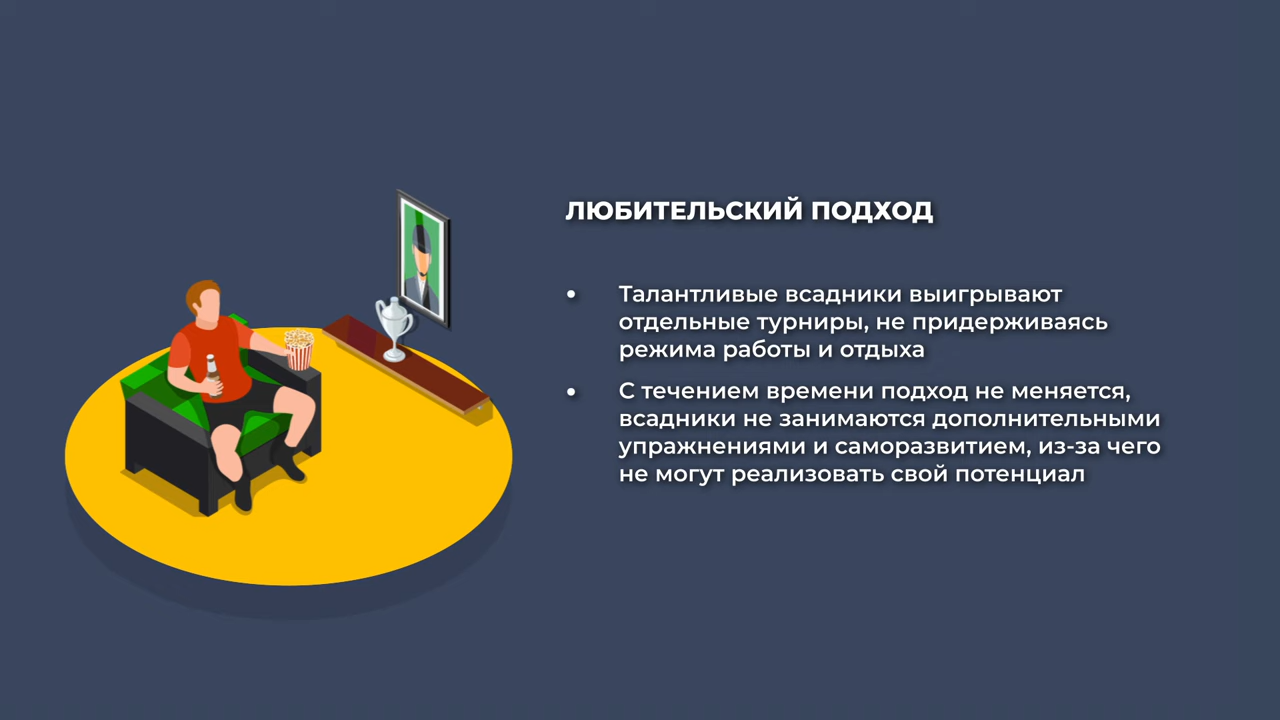 ЛЮБИТЕЛЬСКИЙ ПОДХОД
• Талантливые всадники выигрывают
отдельные турниры, не придерживаясь
режима работы и отдыха
• С течением времени подход не меняется,
всадники не занимаются дополнительными
упражнениями и саморазвитием, из-за чего
не могут реализовать свой потенциал